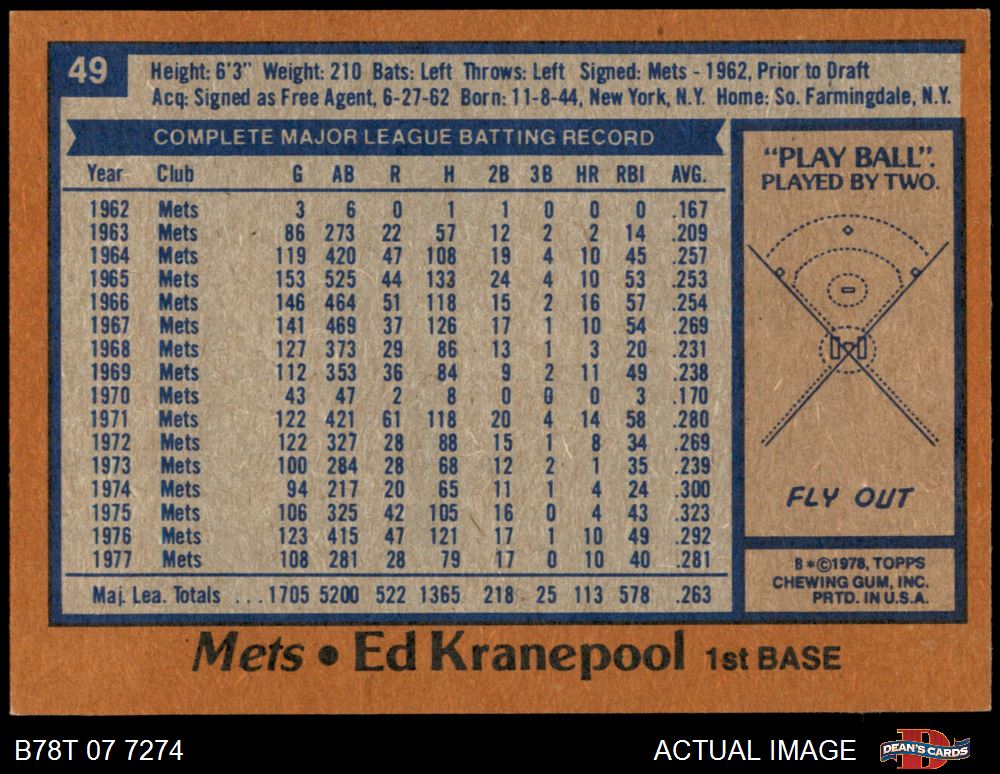 49
Height: 6'3" Weight: 210 Bats: Left Throws: Left Signed: Mets - 1962, Prior to Draft
Acq: Signed as Free Agent, 6-27-62 Born: 11-8-44, New York, N.Y. Home: So. Farmingdale, N.Y.
COMPLETE MAJOR LEAGUE BATTING RECORD
Year Club G AB R H 2B 3B HR RBI AVG.
1962 Mets 3 6 0 1 1 0 0 0 .167
1963 Mets 86 273 22 57 12 2 2 14 .209
1964 Mets 119 420 47 108 19 4 10 45 .257
1965 Mets 153 525 44 133 24 4 10 53 .253
1966 Mets 146 464 51 118 15 2 16 57 .254
1967 Mets 141 469 37 126 17 1 10 54 .269
1968 Mets 127 373 29 86 13 1 3 20 .231
1969 Mets 112 353 36 84 9 2 11 49 .238
1970 Mets 43 47 2 8 0 0 0 3 .170
1971 Mets 122 421 61 118 20 4 14 58 .280
1972 Mets 122 327 28 88 15 1 8 34 .269
1973 Mets 100 284 28 68 12 2 1 35 .239
1974 Mets 94 217 20 65 11 1 4 24 .300
1975 Mets 106 325 42 105 16 0 4 43 .323
1976 Mets 123 415 47 121 17 1 10 49 .292
1977 Mets 108 281 28 79 17 0 10 40 .281
Maj. Lea. Totals ...1705 5200 522 1365 218 25 113 578 .263
"PLAY BALL".
PLAYED BY TWO.
FLY OUT
B*©1978, TOPPS
CHEWING GUM, INC.
PRTD. IN U.S.A.
Mets • Ed Kranepool 1st BASE
B78T 07 7274
ACTUAL IMAGE
DEAN'S CARDS